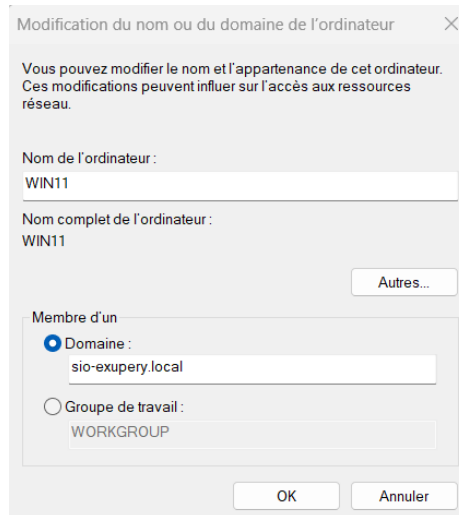 Modification du nom ou du domaine de l'ordinateur
Vous pouvez modifier le nom et l'appartenance de cet ordinateur.
Ces modifications peuvent influer sur l'accès aux ressources
réseau.
Nom de l'ordinateur :
WIN11
Nom complet de l'ordinateur :
WIN11
Autres...
Membre d'un
Domaine :
sio-exupery.local
Groupe de travail :
WORKGROUP
OK
Annuler